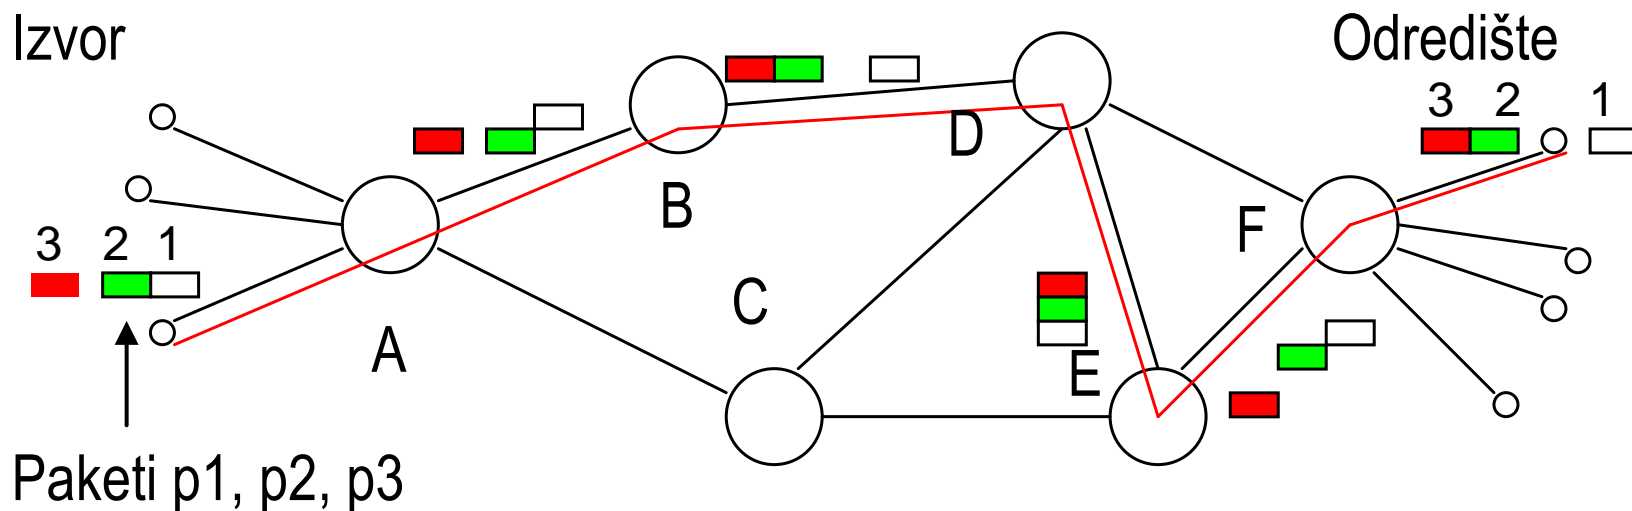 Izvor
Odredište
3 2 1
B
D
3 2 1
F
C
A
E
Paketi p1, p2, p3